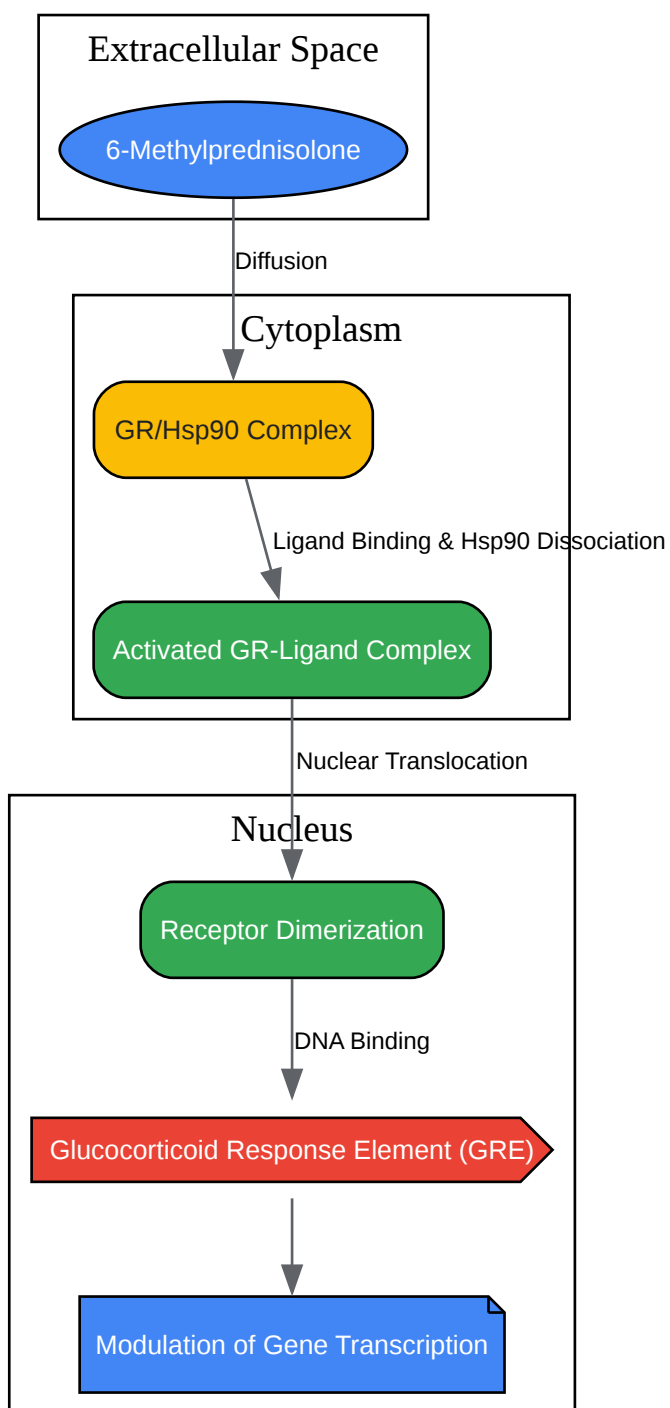 Extracellular Space
6-Methylprednisolone
Diffusion
Cytoplasm
GR/Hsp90 Complex
Ligand Binding & Hsp90 Dissociation
Activated GR-Ligand Complex
Nuclear Translocation
Nucleus
Receptor Dimerization
DNA Binding
Glucocorticoid Response Element (GRE)
Modulation of Gene Transcription